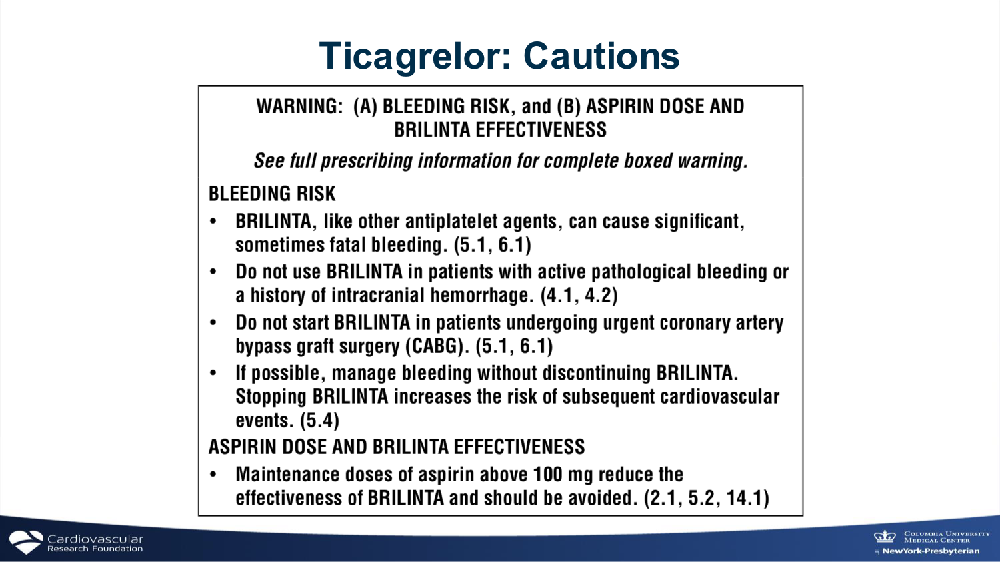 Ticagrelor: Cautions
WARNING: (A) BLEEDING RISK, and (B) ASPIRIN DOSE AND
BRILINTA EFFECTIVENESS
See full prescribing information for complete boxed warning.
BLEEDING RISK
• BRILINTA, like other antiplatelet agents, can cause significant,
sometimes fatal bleeding. (5.1, 6.1)
• Do not use BRILINTA in patients with active pathological bleeding or
a history of intracranial hemorrhage. (4.1, 4.2)
• Do not start BRILINTA in patients undergoing urgent coronary artery
bypass graft surgery (CABG). (5.1, 6.1)
• If possible, manage bleeding without discontinuing BRILINTA.
Stopping BRILINTA increases the risk of subsequent cardiovascular
events. (5.4)
ASPIRIN DOSE AND BRILINTA EFFECTIVENESS
• Maintenance doses of aspirin above 100 mg reduce the
effectiveness of BRILINTA and should be avoided. (2.1, 5.2, 14.1)
Cardiovascular
Research Foundation
COLUMBIA UNIVERSITY
MEDICAL CENTER
NewYork-Presbyterian